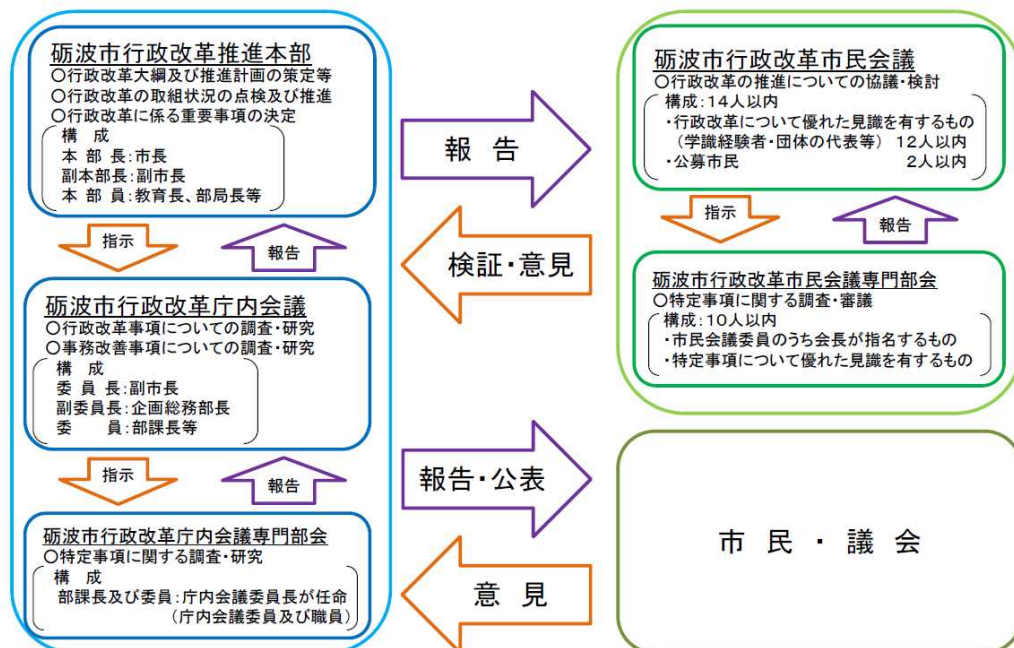 砺波市行政改革推進本部
○行政改革大綱及び推進計画の策定等
○行政改革の取組状況の点検及び推進
○行政改革に係る重要事項の決定
構 成
本 部 長：市長
副本部長：副市長
本 部 員：教育長、部局長等
指示
報告
砺波市行政改革庁内会議
○行政改革事項についての調査・研究
○事務改善事項についての調査・研究
構 成
委 員 長：副市長
副委員長：企画総務部長
委　　員：部課長等
指示
報告
砺波市行政改革庁内会議専門部会
○特定事項に関する調査・研究
構 成
部課長及び委員：庁内会議委員長が任命
（庁内会議委員及び職員）
報 告
検証・意見
報告・公表
意 見
砺波市行政改革市民会議
○行政改革の推進についての協議・検討
構成：14人以内
・行政改革について優れた見識を有するもの
（学識経験者・団体の代表等） 12人以内
・公募市民　2人以内
指示
報告
砺波市行政改革市民会議専門部会
○特定事項に関する調査・審議
構成：10人以内
・市民会議委員のうち会長が指名するもの
・特定事項について優れた見識を有するもの
市 民 ・ 議 会